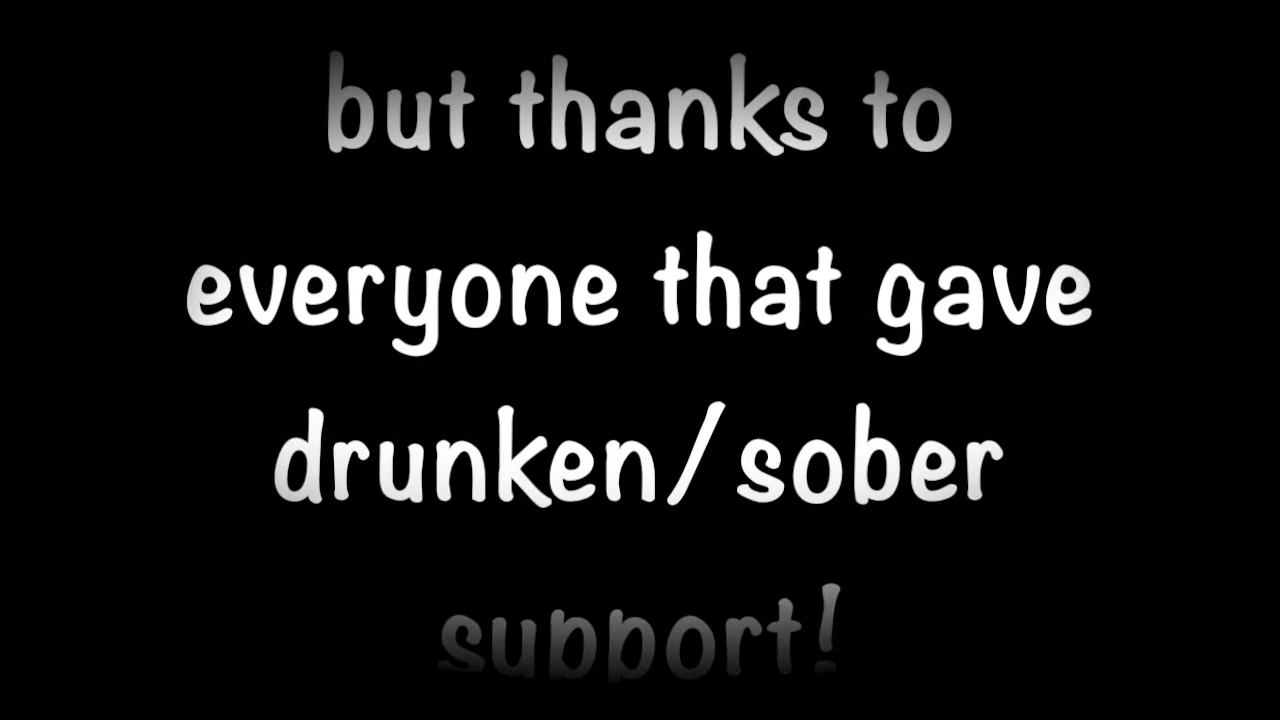 but thanks to
everyone that gave
drunken/sober
support!